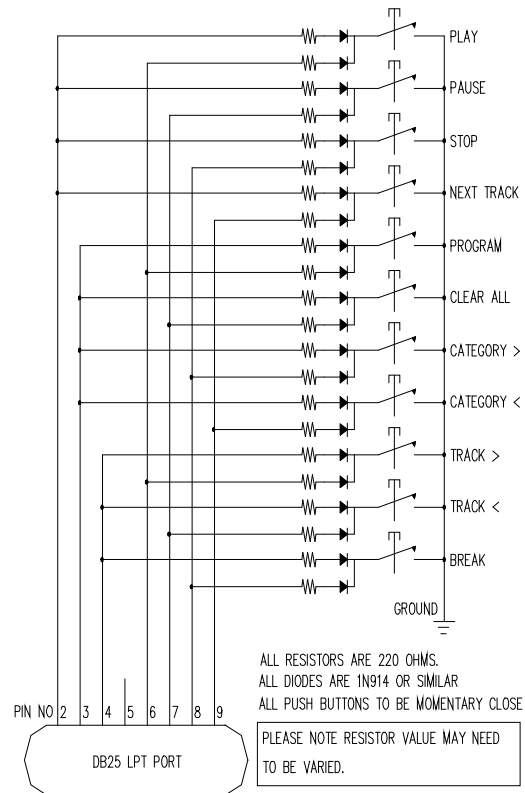 PLAY
PAUSE
STOP
NEXT TRACK
PROGRAM
CLEAR ALL
CATEGORY >
CATEGORY <
TRACK >
TRACK <
BREAK
GROUND
ALL RESISTORS ARE 220 OHMS.
ALL DIODES ARE 1N914 OR SIMILAR
ALL PUSH BUTTONS TO BE MOMENTARY CLOSE
PIN NO 2 3 4 5 6 7 8 9
DB25 LPT PORT
PLEASE NOTE RESISTOR VALUE MAY NEED
TO BE VARIED.